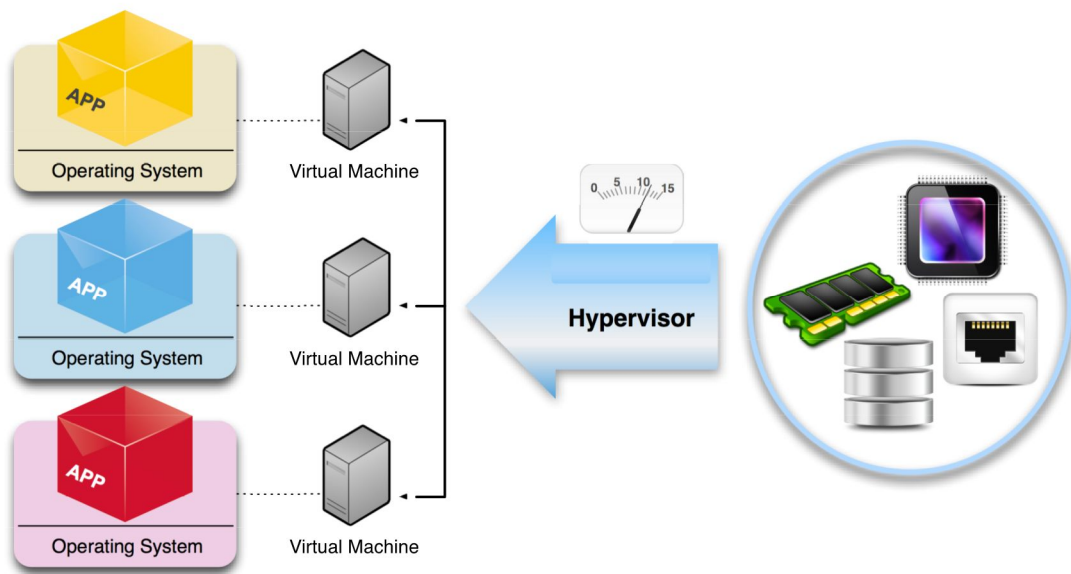 APP
Operating System
Virtual Machine
0 5 10 15
Hypervisor
APP
Operating System
Virtual Machine
APP
Operating System
Virtual Machine